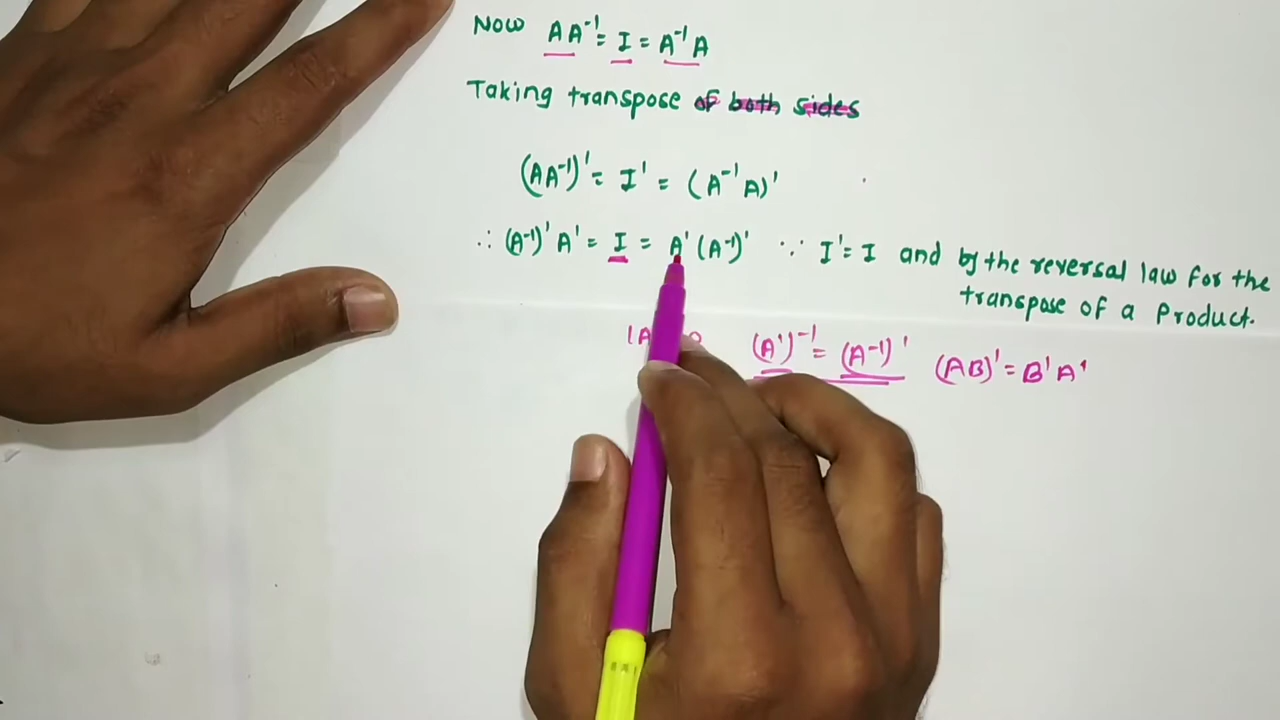 Now AA⁻¹ = I = A⁻¹A
Taking transpose of both sides
(AA⁻¹)' = I' = (A⁻¹A)'
∴ (A⁻¹)' A' = I = A' (A⁻¹)' ∵ I' = I and by the reversal law for the
transpose of a Product.
(A')⁻¹ = (A⁻¹)' (AB)' = B'A'